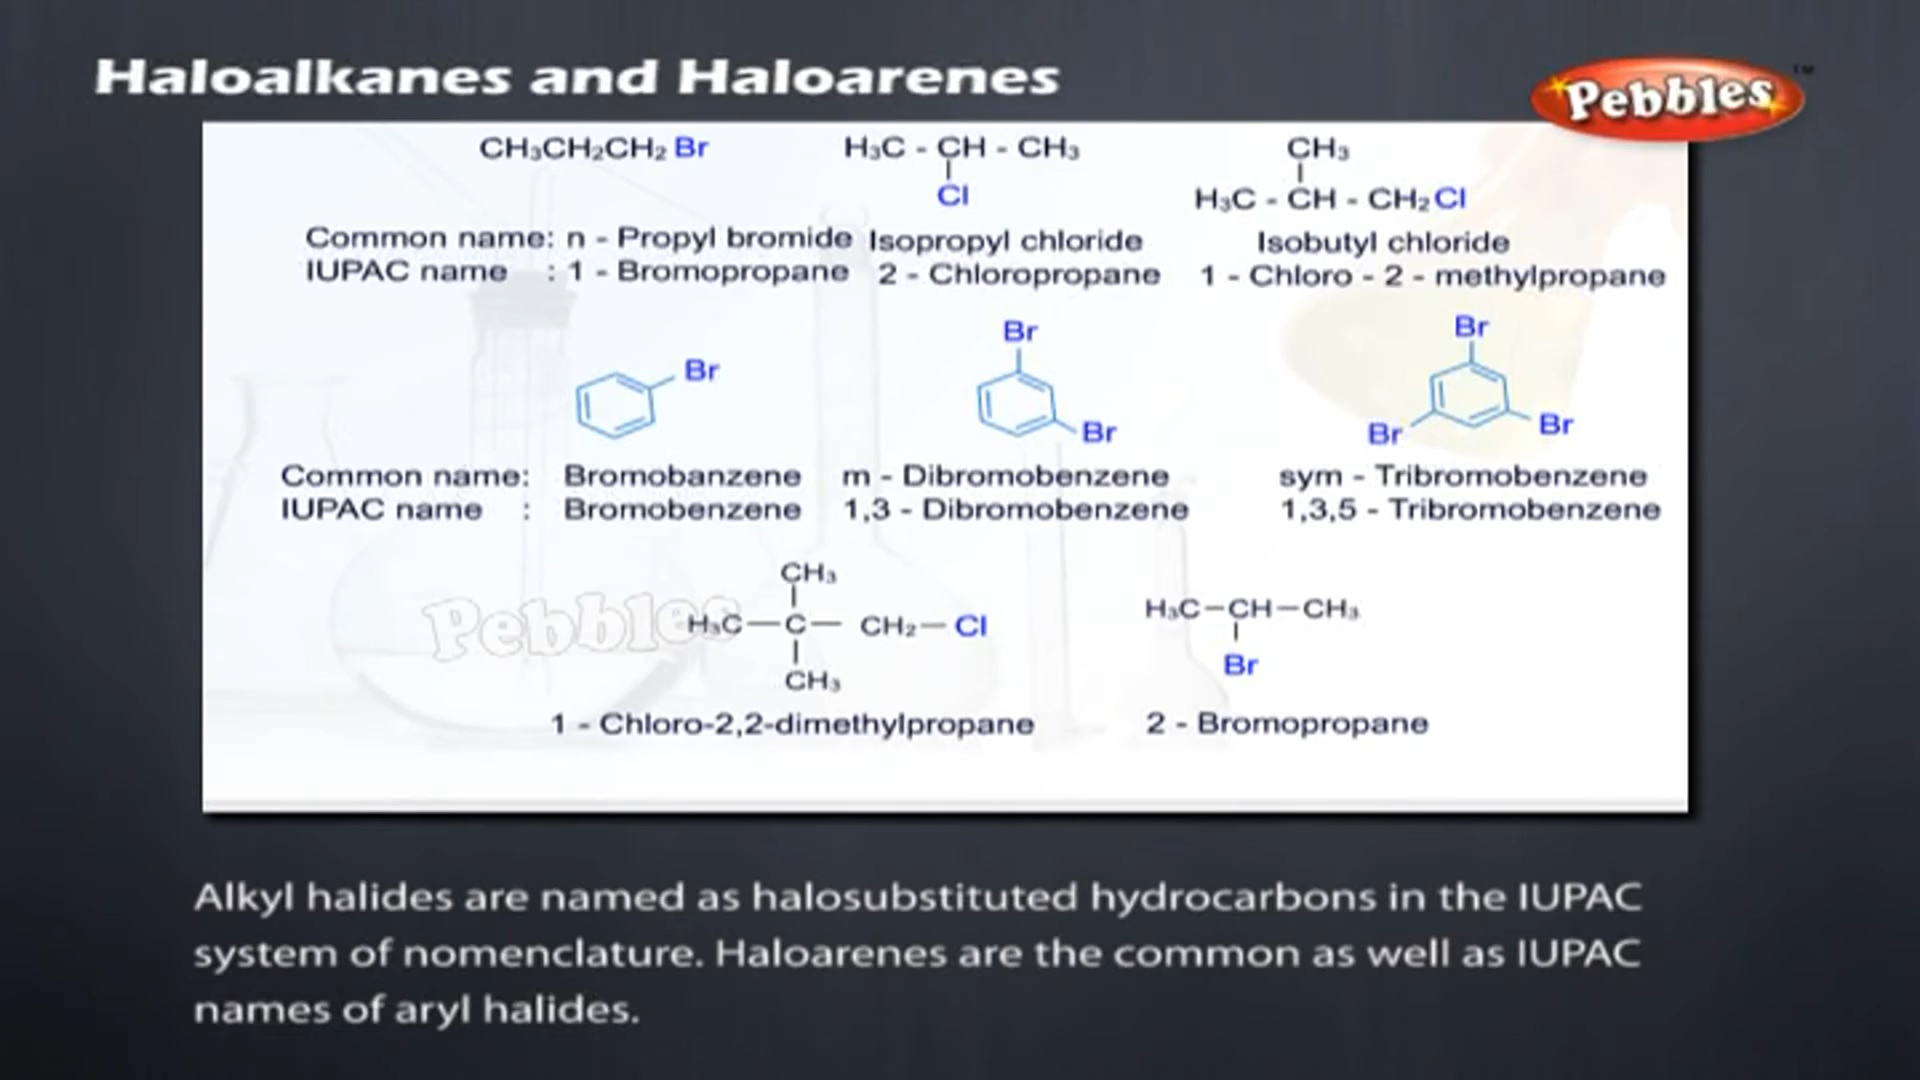 Haloalkanes and Haloarenes
Pebbles™
CH₃CH₂CH₂ Br
H₃C - CH - CH₃
Cl
CH₃
H₃C - CH - CH₂Cl
Common name: n - Propyl bromide Isopropyl chloride Isobutyl chloride
IUPAC name : 1 - Bromopropane 2 - Chloropropane 1 - Chloro - 2 - methylpropane
Br
Br
Br
Br
Br
Br
Common name: Bromobanzene m - Dibromobenzene sym - Tribromobenzene
IUPAC name : Bromobenzene 1,3 - Dibromobenzene 1,3,5 - Tribromobenzene
Pebbles
CH₃
H₃C—C— CH₂— Cl
CH₃
H₃C—CH—CH₃
Br
1 - Chloro-2,2-dimethylpropane 2 - Bromopropane
Alkyl halides are named as halosubstituted hydrocarbons in the IUPAC
system of nomenclature. Haloarenes are the common as well as IUPAC
names of aryl halides.